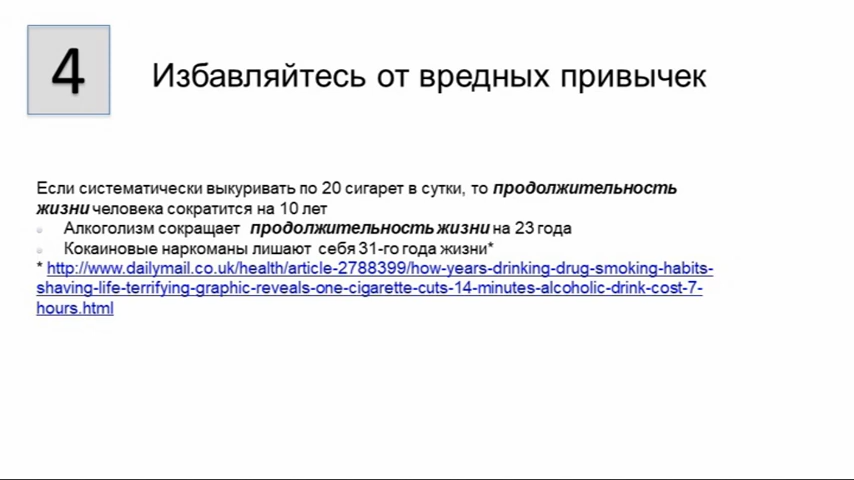 4
Избавляйтесь от вредных привычек
Если систематически выкуривать по 20 сигарет в сутки, то продолжительность
жизни человека сократится на 10 лет
Алкоголизм сокращает продолжительность жизни на 23 года
Кокаиновые наркоманы лишают себя 31-го года жизни*
* http://www.dailymail.co.uk/health/article-2788399/how-years-drinking-drug-smoking-habits-
shaving-life-terrifying-graphic-reveals-one-cigarette-cuts-14-minutes-alcoholic-drink-cost-7-
hours.html